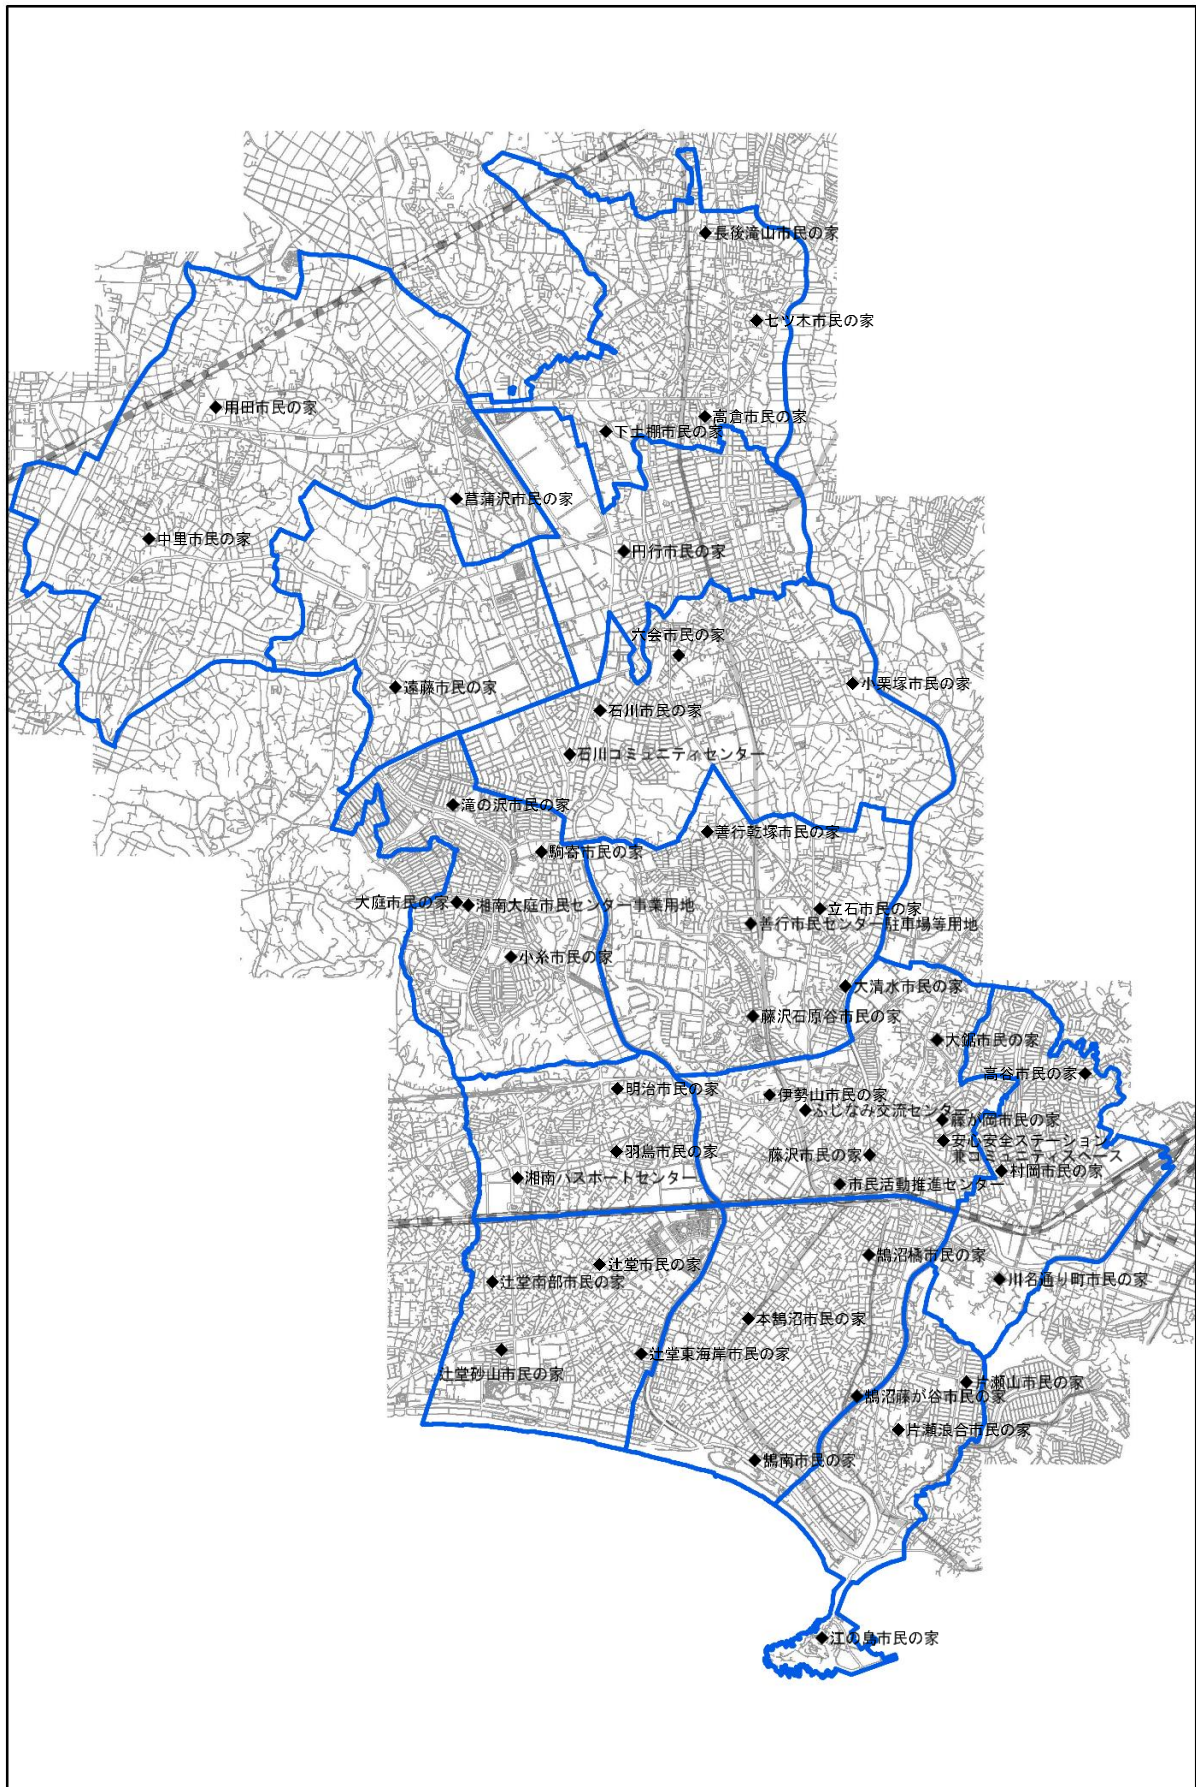 長後滝山市民の家
七ツ木市民の家
用田市民の家
高倉市民の家
下土棚市民の家
菖蒲沢市民の家
中里市民の家
円行市民の家
六会市民の家
遠藤市民の家
小栗塚市民の家
石川市民の家
石川コミュニティセンター
滝の沢市民の家
善行乾塚市民の家
駒寄市民の家
大庭市民の家
湘南大庭市民センター事業用地
立石市民の家
善行市民センター駐車場等用地
小糸市民の家
大清水市民の家
藤沢石原谷市民の家
大鋸市民の家
高谷市民の家
明治市民の家
伊勢山市民の家
ふじなみ交流センター
藤が岡市民の家
安心安全ステーション
兼コミュニティスペース
羽鳥市民の家
藤沢市民の家
村岡市民の家
湘南パスポートセンター
市民活動推進センター
鵠沼橋市民の家
辻堂市民の家
辻堂南部市民の家
川名通り町市民の家
本鵠沼市民の家
辻堂東海岸市民の家
辻堂砂山市民の家
片瀬山市民の家
鵠沼藤が谷市民の家
片瀬浪合市民の家
鵠南市民の家
江の島市民の家